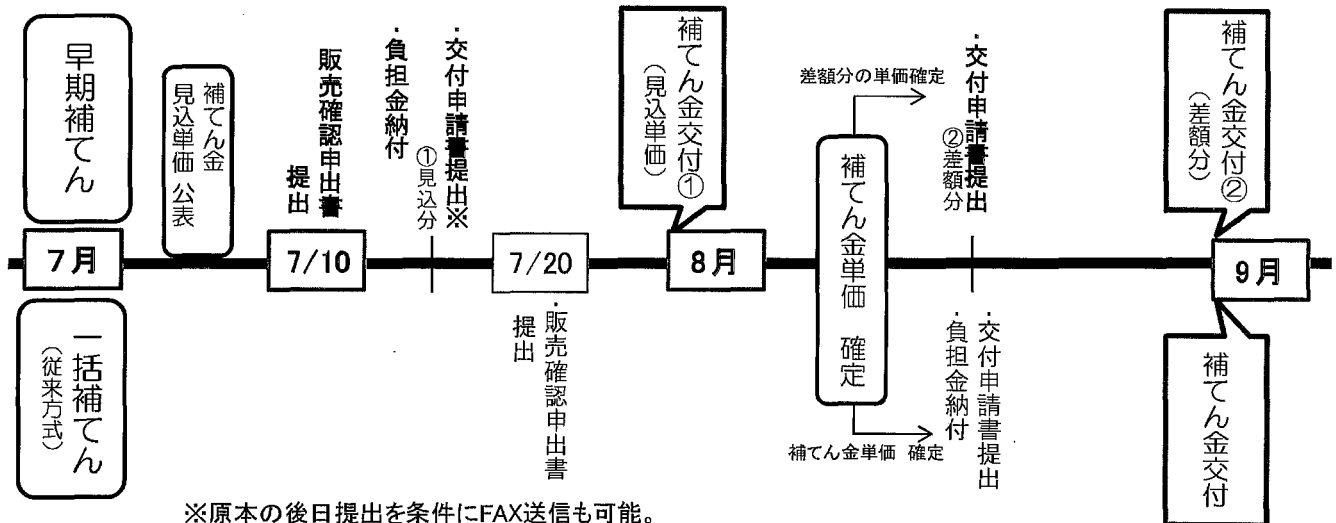 早期補てん
補てん金
見込単価 公表
販売確認申出書
提出
・交付申請書提出※
①見込分
・負担金納付
補てん金交付①
(見込単価)
差額分の単価確定
・交付申請書提出
②差額分
補てん金交付②
(差額分)
7月
7/10
7/20
8月
補てん金単価 確定
9月
一括補てん
(従来方式)
・販売確認申出書
提出
補てん金単価 確定
・交付申請書提出
・負担金納付
補てん金交付
※原本の後日提出を条件にFAX送信も可能。